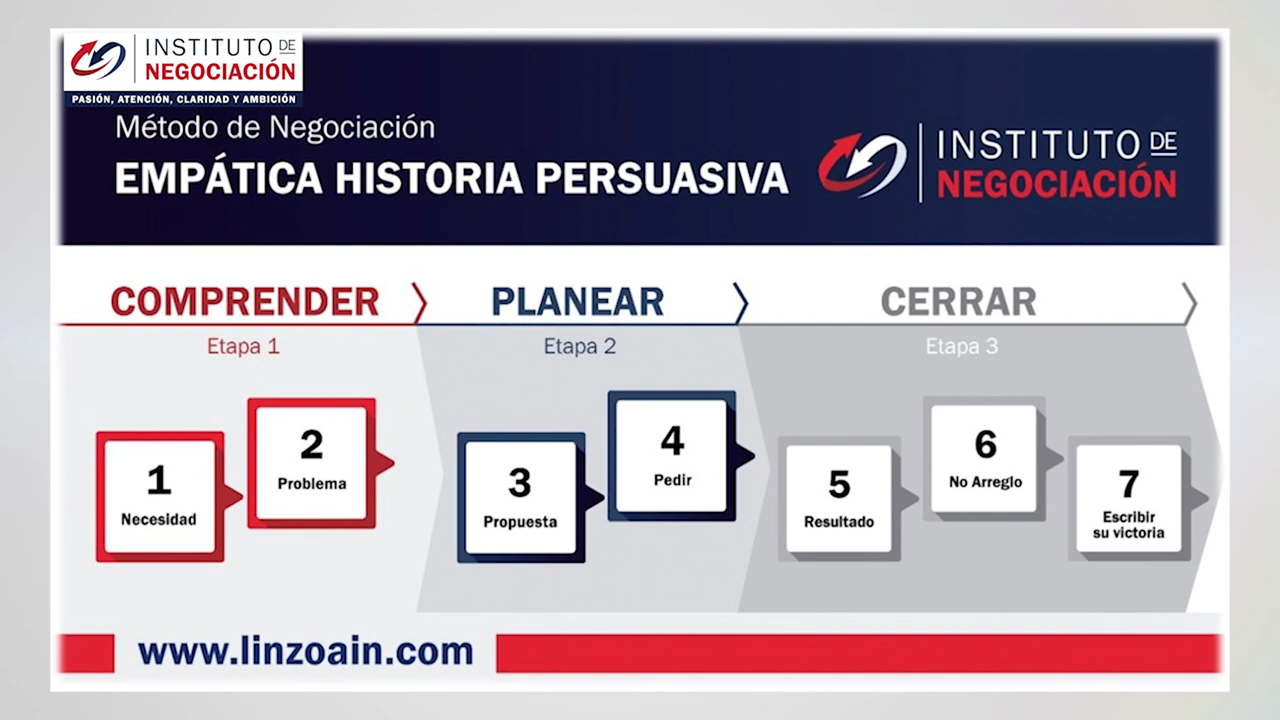 INSTITUTO DE
NEGOCIACIÓN
PASIÓN, ATENCIÓN, CLARIDAD Y AMBICIÓN
Método de Negociación
EMPÁTICA HISTORIA PERSUASIVA
INSTITUTO DE
NEGOCIACIÓN
COMPRENDER
PLANEAR
CERRAR
Etapa 1
Etapa 2
Etapa 3
1
Necesidad
2
Problema
3
Propuesta
4
Pedir
5
Resultado
6
No Arreglo
7
Escribir
su victoria
www.linzoain.com